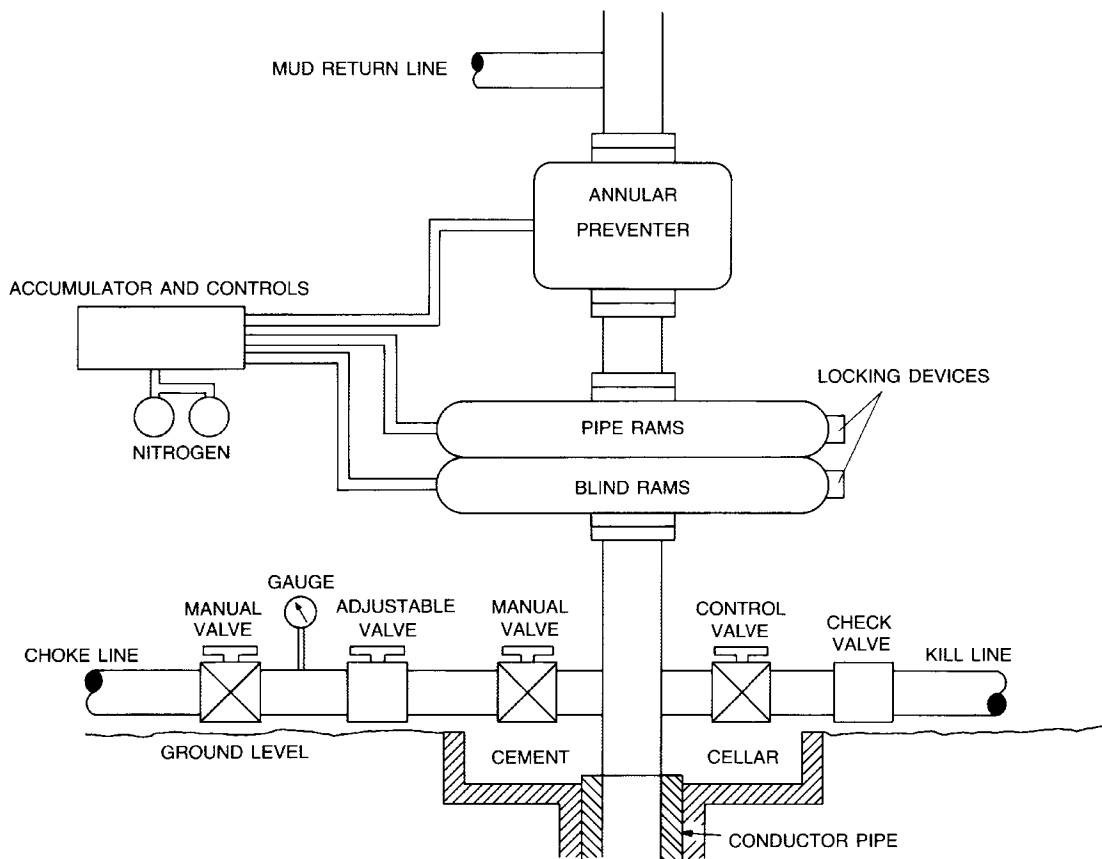 MUD RETURN LINE
ANNULAR
PREVENTER
ACCUMULATOR AND CONTROLS
NITROGEN
LOCKING DEVICES
PIPE RAMS
BLIND RAMS
GAUGE
MANUAL
VALVE
ADJUSTABLE
VALVE
MANUAL
VALVE
CONTROL
VALVE
CHECK
VALVE
CHOKE LINE
KILL LINE
GROUND LEVEL
CEMENT
CELLAR
CONDUCTOR PIPE